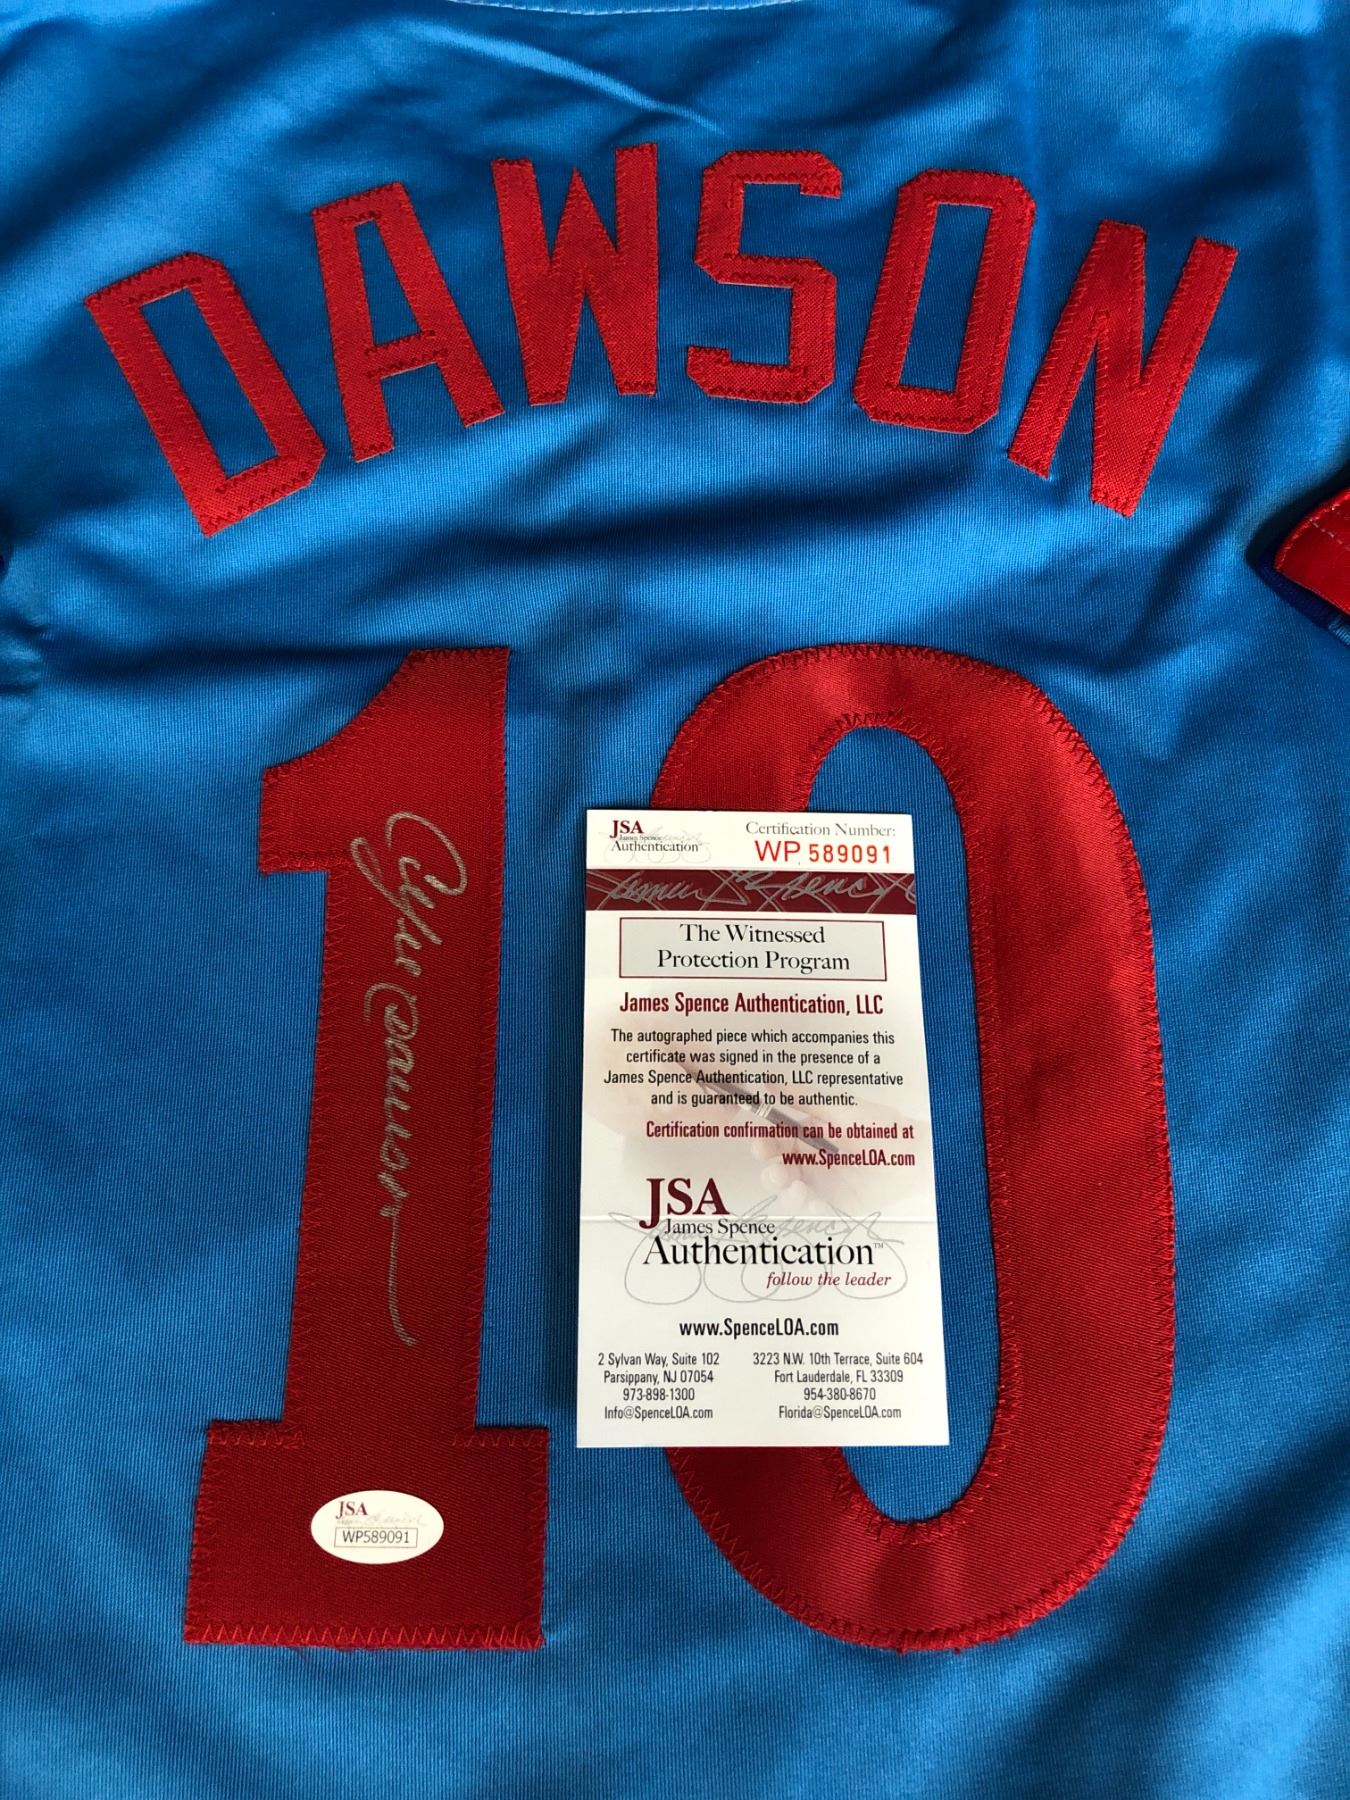 DAWSON
10
Andre Dawson
JSA
James Spence
Authentication
Certification Number:
WP 589091
The Witnessed
Protection Program
James Spence Authentication, LLC
The autographed piece which accompanies this
certificate was signed in the presence of a
James Spence Authentication, LLC representative
and is guaranteed to be authentic.
Certification confirmation can be obtained at
www.SpenceLOA.com
JSA
James Spence
Authentication™
follow the leader
www.SpenceLOA.com
2 Sylvan Way, Suite 102
Parsippany, NJ 07054
973-898-1300
Info@SpenceLOA.com
3223 N.W. 10th Terrace, Suite 604
Fort Lauderdale, FL 33309
954-380-8670
Florida@SpenceLOA.com
JSA
WP589091